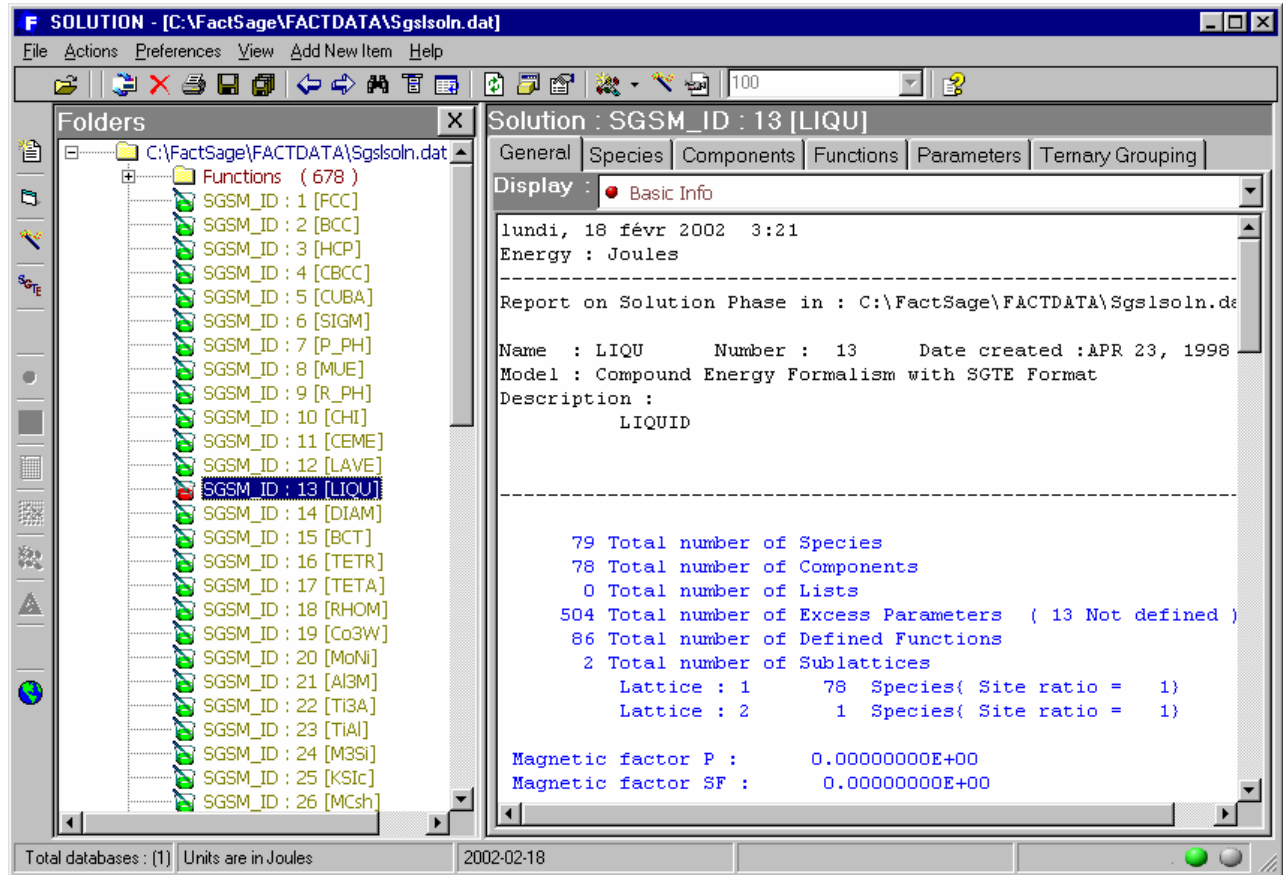 SOLUTION - [C:\FactSage\FACTDATA\Sgslsoln.dat]
File Actions Preferences View Add New Item Help
100
Folders X
C:\FactSage\FACTDATA\Sgslsoln.dat
Functions ( 678 )
SGSM_ID : 1 [FCC]
SGSM_ID : 2 [BCC]
SGSM_ID : 3 [HCP]
SGSM_ID : 4 [CBCC]
SGSM_ID : 5 [CUBA]
SGSM_ID : 6 [SIGM]
SGSM_ID : 7 [P_PH]
SGSM_ID : 8 [MUE]
SGSM_ID : 9 [R_PH]
SGSM_ID : 10 [CHI]
SGSM_ID : 11 [CEME]
SGSM_ID : 12 [LAVE]
SGSM_ID : 13 [LIQU]
SGSM_ID : 14 [DIAM]
SGSM_ID : 15 [BCT]
SGSM_ID : 16 [TETR]
SGSM_ID : 17 [TETA]
SGSM_ID : 18 [RHOM]
SGSM_ID : 19 [Co3W]
SGSM_ID : 20 [MoNi]
SGSM_ID : 21 [Al3M]
SGSM_ID : 22 [Ti3A]
SGSM_ID : 23 [TiAl]
SGSM_ID : 24 [M3Si]
SGSM_ID : 25 [KSIc]
SGSM_ID : 26 [MCsh]
SGTE
Solution : SGSM_ID : 13 [LIQU]
General Species Components Functions Parameters Ternary Grouping
Display : Basic Info
lundi, 18 févr 2002 3:21
Energy : Joules
Report on Solution Phase in : C:\FactSage\FACTDATA\Sgslsoln.da
Name : LIQU Number : 13 Date created :APR 23, 1998
Model : Compound Energy Formalism with SGTE Format
Description :
LIQUID
79 Total number of Species
78 Total number of Components
0 Total number of Lists
504 Total number of Excess Parameters ( 13 Not defined )
86 Total number of Defined Functions
2 Total number of Sublattices
Lattice : 1 78 Species{ Site ratio = 1}
Lattice : 2 1 Species{ Site ratio = 1}
Magnetic factor P : 0.00000000E+00
Magnetic factor SF : 0.00000000E+00
Total databases : (1) Units are in Joules 2002-02-18